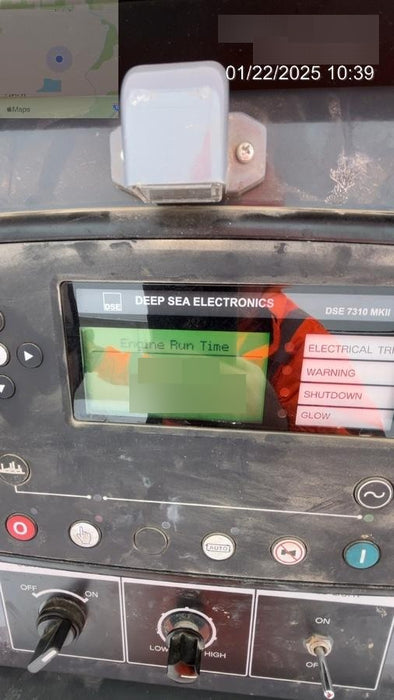 Maps
01/22/2025 10:39
DSE
DEEP SEA ELECTRONICS
DSE 7310 MKII
Engine Run Time
ELECTRICAL
WARNING
SHUTDOWN
GLOW
O
AUTO
I
OFF
ON
LOW
HIGH
ON